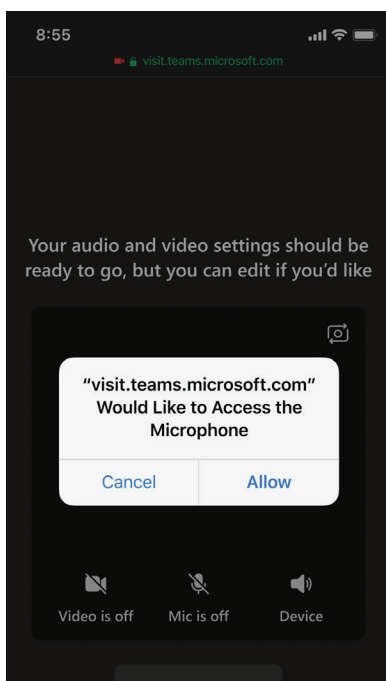 8:55
visit.teams.microsoft.com
Your audio and video settings should be
ready to go, but you can edit if you'd like
"visit.teams.microsoft.com"
Would Like to Access the
Microphone
Cancel Allow
Video is off Mic is off Device